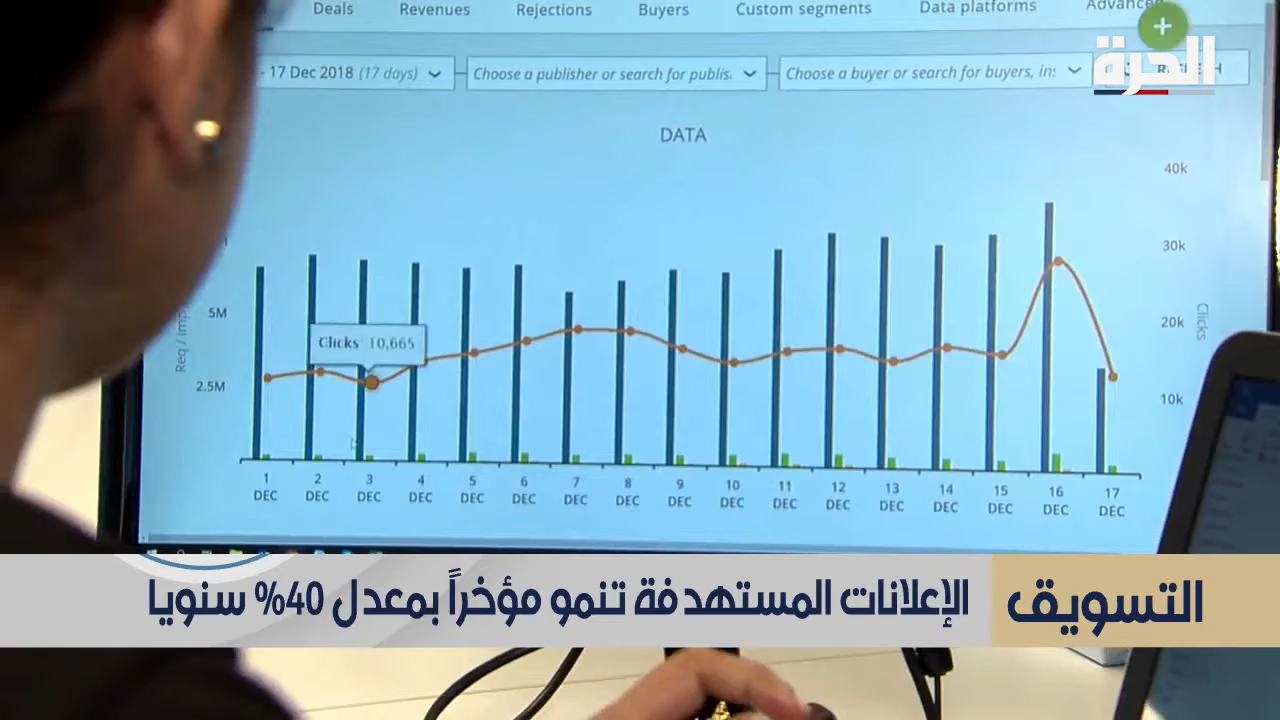 Deals Revenues Rejections Buyers Custom segments Data platforms Advanced
- 17 Dec 2018 (17 days) Choose a publisher or search for publis. Choose a buyer or search for buyers, in:
الحرة
DATA
40k
30k
20k
10k
Clicks
5M
2.5M
Req /
Clicks 10,665
1 2 3 4 5 6 7 8 9 10 11 12 13 14 15 16 17
DEC DEC DEC DEC DEC DEC DEC DEC DEC DEC DEC DEC DEC DEC DEC DEC DEC
التسويق
الإعلانات المستهدفة تنمو مؤخراً بمعدل 40% سنويا